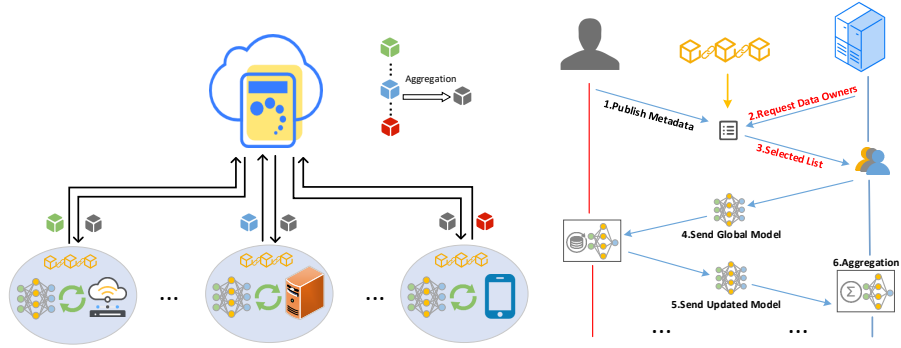 Aggregation
...
...
1.Publish Metadata
2.Request Data Owners
3.Selected List
4.Send Global Model
5.Send Updated Model
6.Aggregation
Σ
...
...